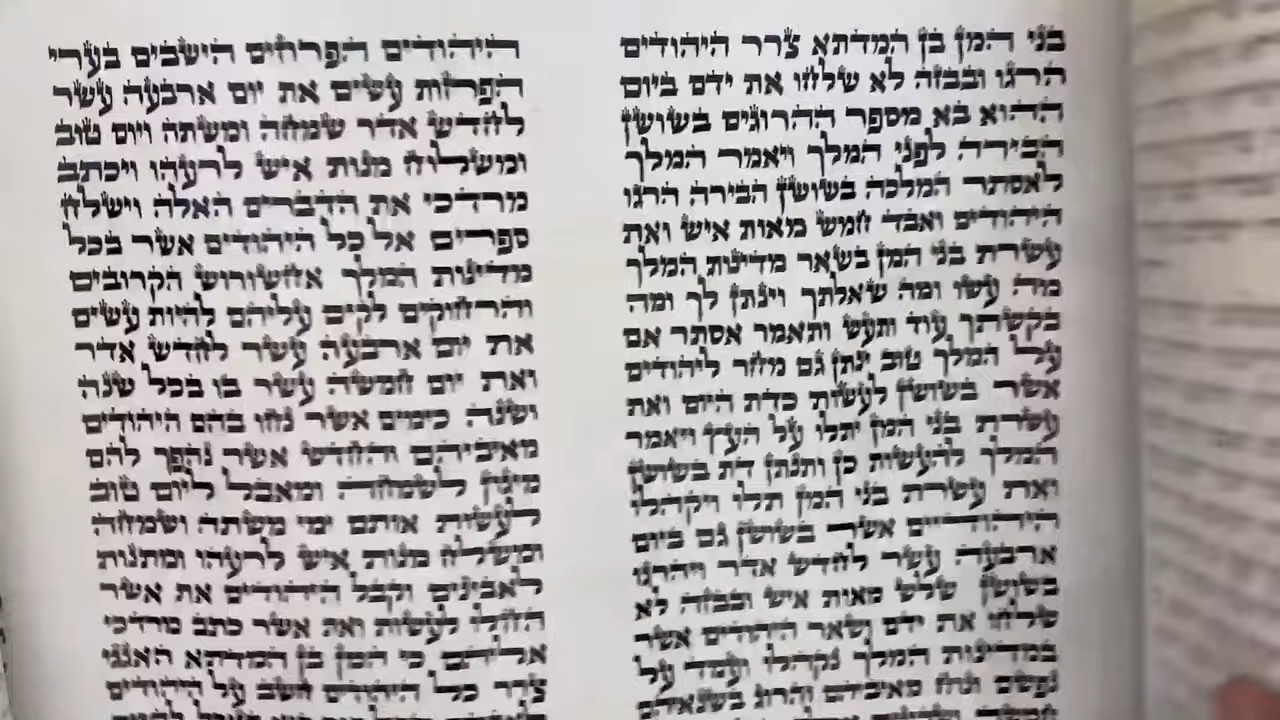 בני המן בן המדתא צרר היהודים
הרגו ובבזה לא שלחו את ידם ביום
ההוא בא מספר ההרוגים בשושן
הבירה לפני המלך ויאמר המלך
לאסתר המלכה בשושן הבירה הרגו
היהודים ואבד חמש מאות איש ואת
עשרת בני המן בשאר מדינות המלך
מה עשו ומה שאלתך וינתן לך ומה
בקשתך עוד ותעש ותאמר אסתר אם
על המלך טוב ינתן גם מחר ליהודים
אשר בשושן לעשות כדת היום ואת
עשרת בני המן יתלו על העץ ויאמר
המלך להעשות כן ותנתן דת בשושן
ואת עשרת בני המן תלו ויקהלו
היהודיים אשר בשושן גם ביום
ארבעה עשר לחדש אדר ויהרגו
בשושן שלש מאות איש ובבזה לא
שלחו את ידם ושאר היהודים אשר
במדינות המלך נקהלו ועמד על
נפשם ונוח מאיביהם והרוג בשנאיהם
היהודים הפרזים הישבים בערי
הפרזות עשים את יום ארבעה עשר
לחדש אדר שמחה ומשתה ויום טוב
ומשלוח מנות איש לרעהו ויכתב
מרדכי את הדברים האלה וישלח
ספרים אל כל היהודים אשר בכל
מדינות המלך אחשורוש הקרובים
והרחוקים לקים עליהם להיות עשים
את יום ארבעה עשר לחדש אדר
ואת יום חמשה עשר בו בכל שנה
ושנה כימים אשר נחו בהם היהודים
מאיביהם והחדש אשר נהפך להם
מיגון לשמחה ומאבל ליום טוב
לעשות אותם ימי משתה ושמחה
ומשלח מנות איש לרעהו ומתנות
לאבינים וקבל היהודים את אשר
החלו לעשות ואת אשר כתב מרדכי
אליהם כי המן בן המדתא האגגי
צרר כל היהודים חשב על היהודים